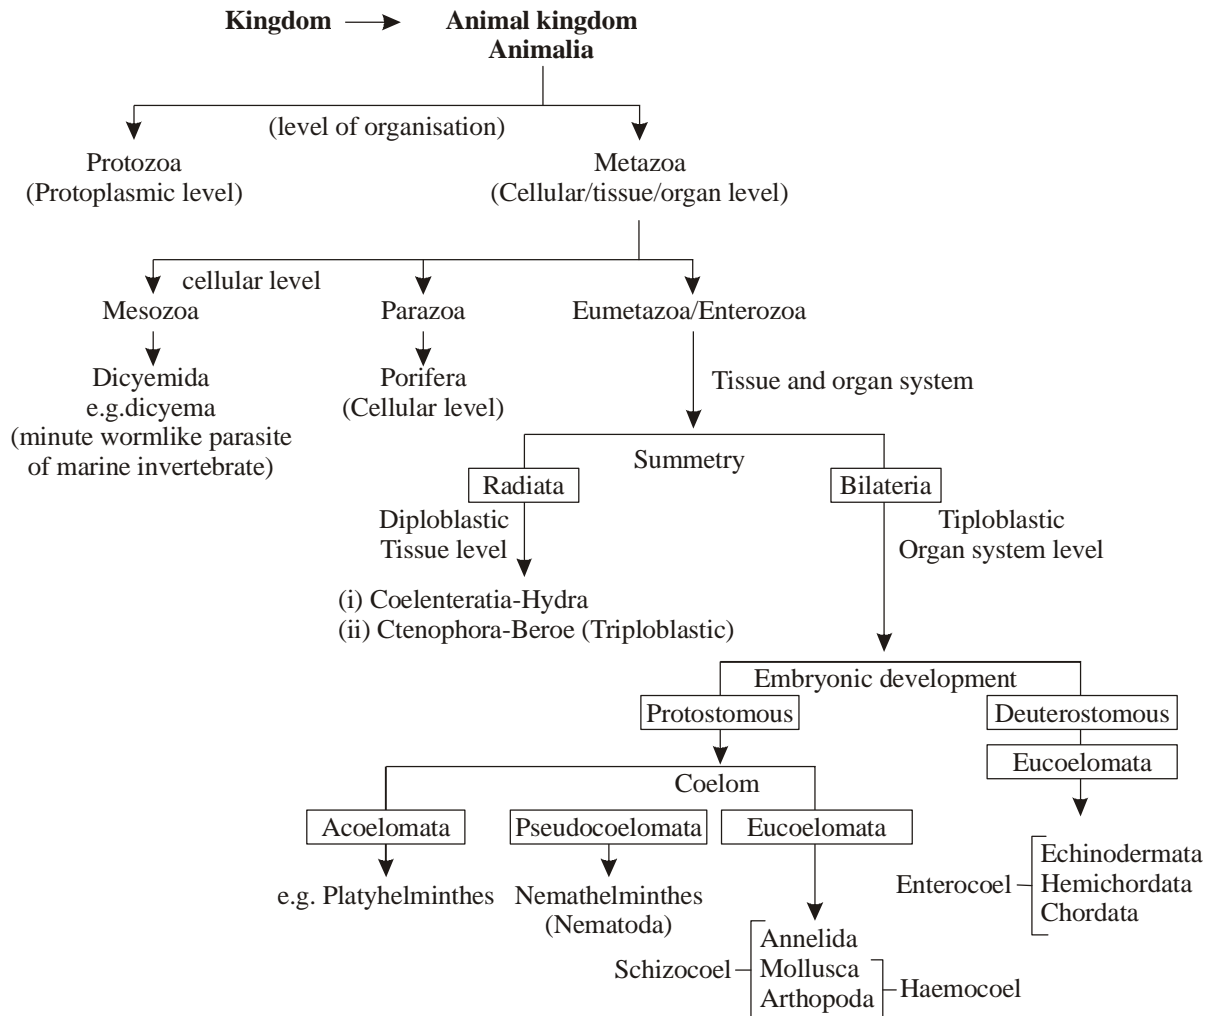 Kingdom
Animal kingdom
Animalia
(level of organisation)
Protozoa
(Protoplasmic level)
Metazoa
(Cellular/tissue/organ level)
cellular level
Mesozoa
Parazoa
Eumetazoa/Enterozoa
Dicyemida
e.g.dicyema
(minute wormlike parasite
of marine invertebrate)
Porifera
(Cellular level)
Tissue and organ system
Summetry
Radiata
Bilateria
Diploblastic
Tissue level
Tiploblastic
Organ system level
(i) Coelenteratia-Hydra
(ii) Ctenophora-Beroe (Triploblastic)
Embryonic development
Protostomous
Deuterostomous
Eucoelomata
Coelom
Acoelomata
Pseudocoelomata
Eucoelomata
e.g. Platyhelminthes
Nemathelminthes
(Nematoda)
Enterocoel
Echinodermata
Hemichordata
Chordata
Schizocoel
Annelida
Mollusca
Arthopoda
Haemocoel